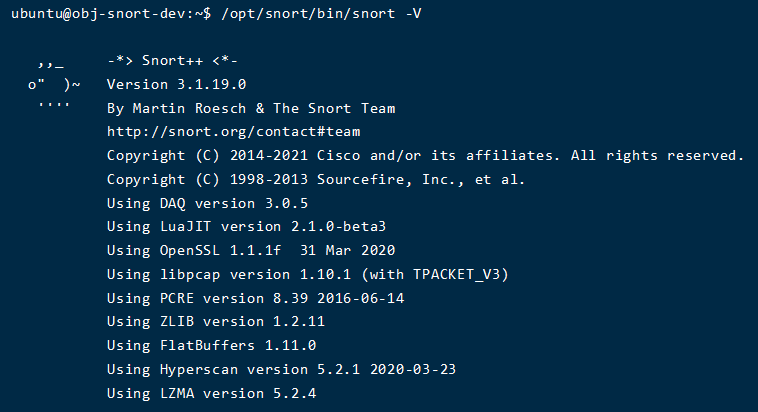 ubuntu@obj-snort-dev:~$ /opt/snort/bin/snort -V
,,_     -*> Snort++ <*-
o"  )~   Version 3.1.19.0
''''    By Martin Roesch & The Snort Team
http://snort.org/contact#team
Copyright (C) 2014-2021 Cisco and/or its affiliates. All rights reserved.
Copyright (C) 1998-2013 Sourcefire, Inc., et al.
Using DAQ version 3.0.5
Using LuaJIT version 2.1.0-beta3
Using OpenSSL 1.1.1f  31 Mar 2020
Using libpcap version 1.10.1 (with TPACKET_V3)
Using PCRE version 8.39 2016-06-14
Using ZLIB version 1.2.11
Using FlatBuffers 1.11.0
Using Hyperscan version 5.2.1 2020-03-23
Using LZMA version 5.2.4